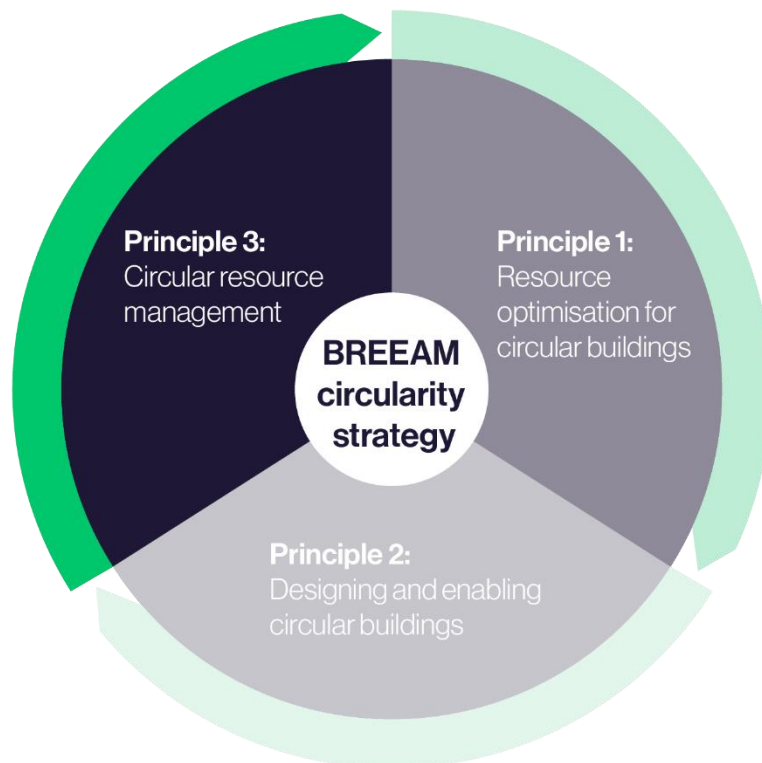 Principle 3:
Circular resource
management
Principle 1:
Resource
optimisation for
circular buildings
BREEAM
circularity
strategy
Principle 2:
Designing and enabling
circular buildings